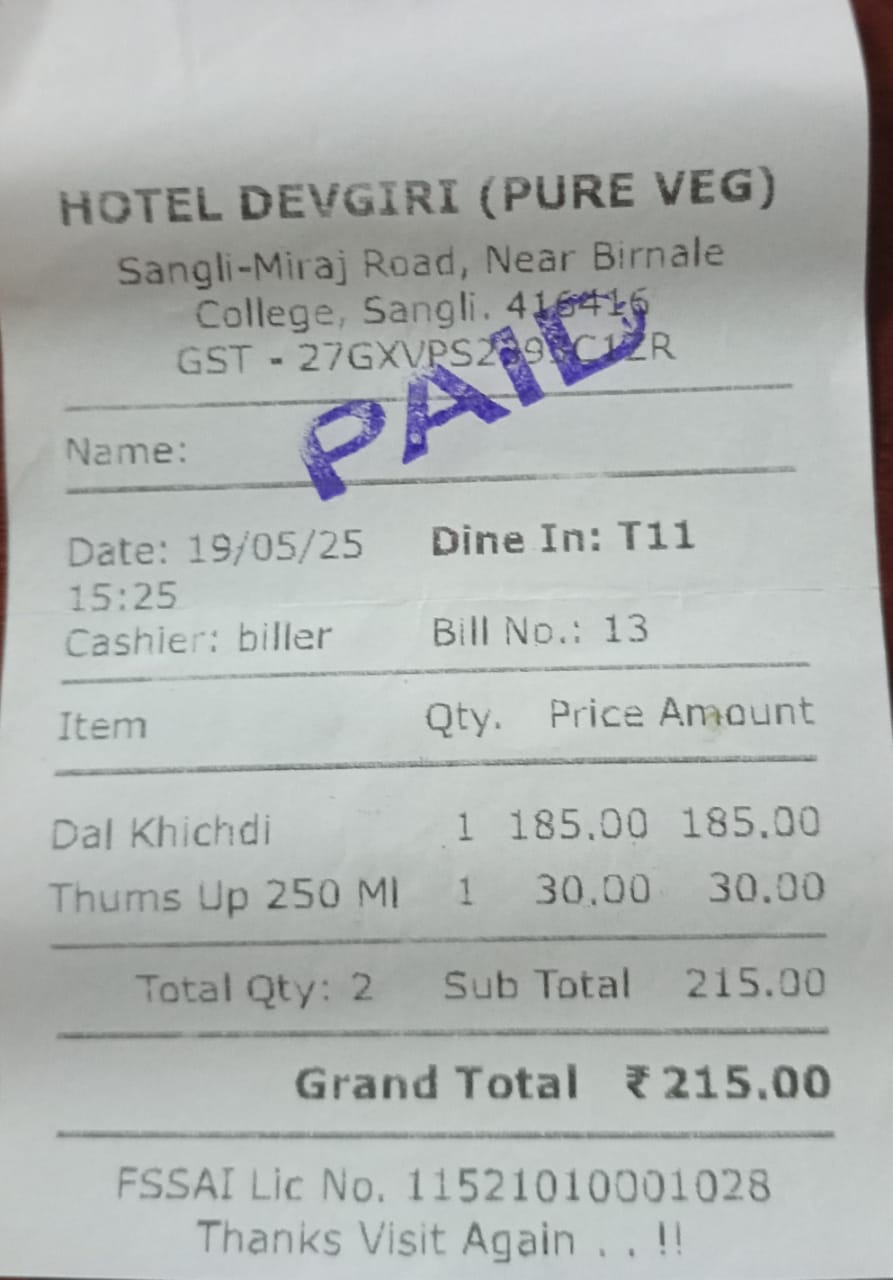 HOTEL DEVGIRI (PURE VEG)
Sangli-Miraj Road, Near Birnale
College, Sangli. 416416
GST -
PAID
Name:
Date: 19/05/25 Dine In: T11
15:25
Cashier: biller Bill No.: 13
Item Qty. Price Amount
Dal Khichdi 1 185.00 185.00
Thums Up 250 Ml 1 30.00 30.00
Total Qty: 2 Sub Total 215.00
Grand Total ₹ 215.00
FSSAI Lic No. 11521010001028
Thanks Visit Again . . !!